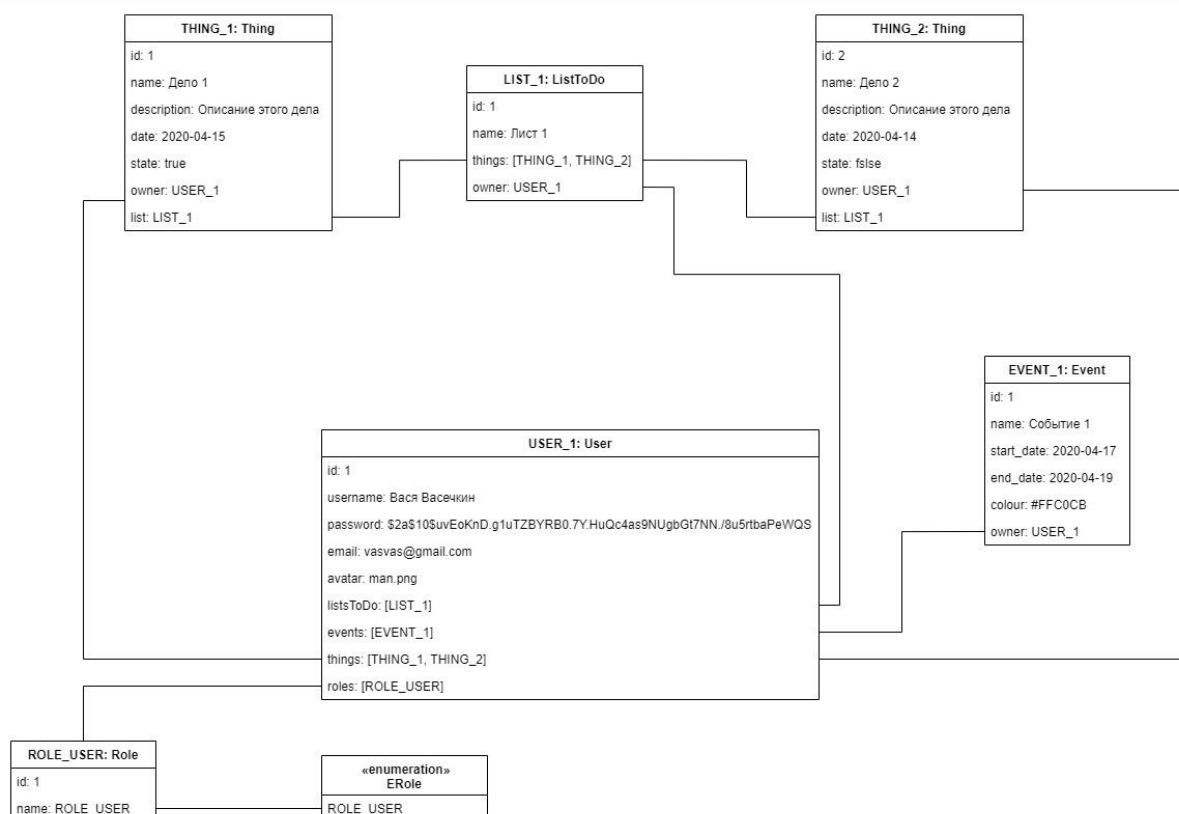 THING_1: Thing
id: 1
name: Дело 1
description: Описание этого дела
date: 2020-04-15
state: true
owner: USER_1
list: LIST_1
LIST_1: ListToDo
id: 1
name: Лист 1
things: [THING_1, THING_2]
owner: USER_1
THING_2: Thing
id: 2
name: Дело 2
description: Описание этого дела
date: 2020-04-14
state: fslse
owner: USER_1
list: LIST_1
EVENT_1: Event
id: 1
name: Событие 1
start_date: 2020-04-17
end_date: 2020-04-19
colour: #FFC0CB
owner: USER_1
USER_1: User
id: 1
username: Вася Васечкин
password: $2a$10$uvEoKnD.g1uTZBYRB0.7Y.HuQc4as9NUgbGt7NN./8u5rtbaPeWQS
email: vasvas@gmail.com
avatar: man.png
listsToDo: [LIST_1]
events: [EVENT_1]
things: [THING_1, THING_2]
roles: [ROLE_USER]
ROLE_USER: Role
id: 1
name: ROLE_USER
«enumeration»
ERole
ROLE_USER